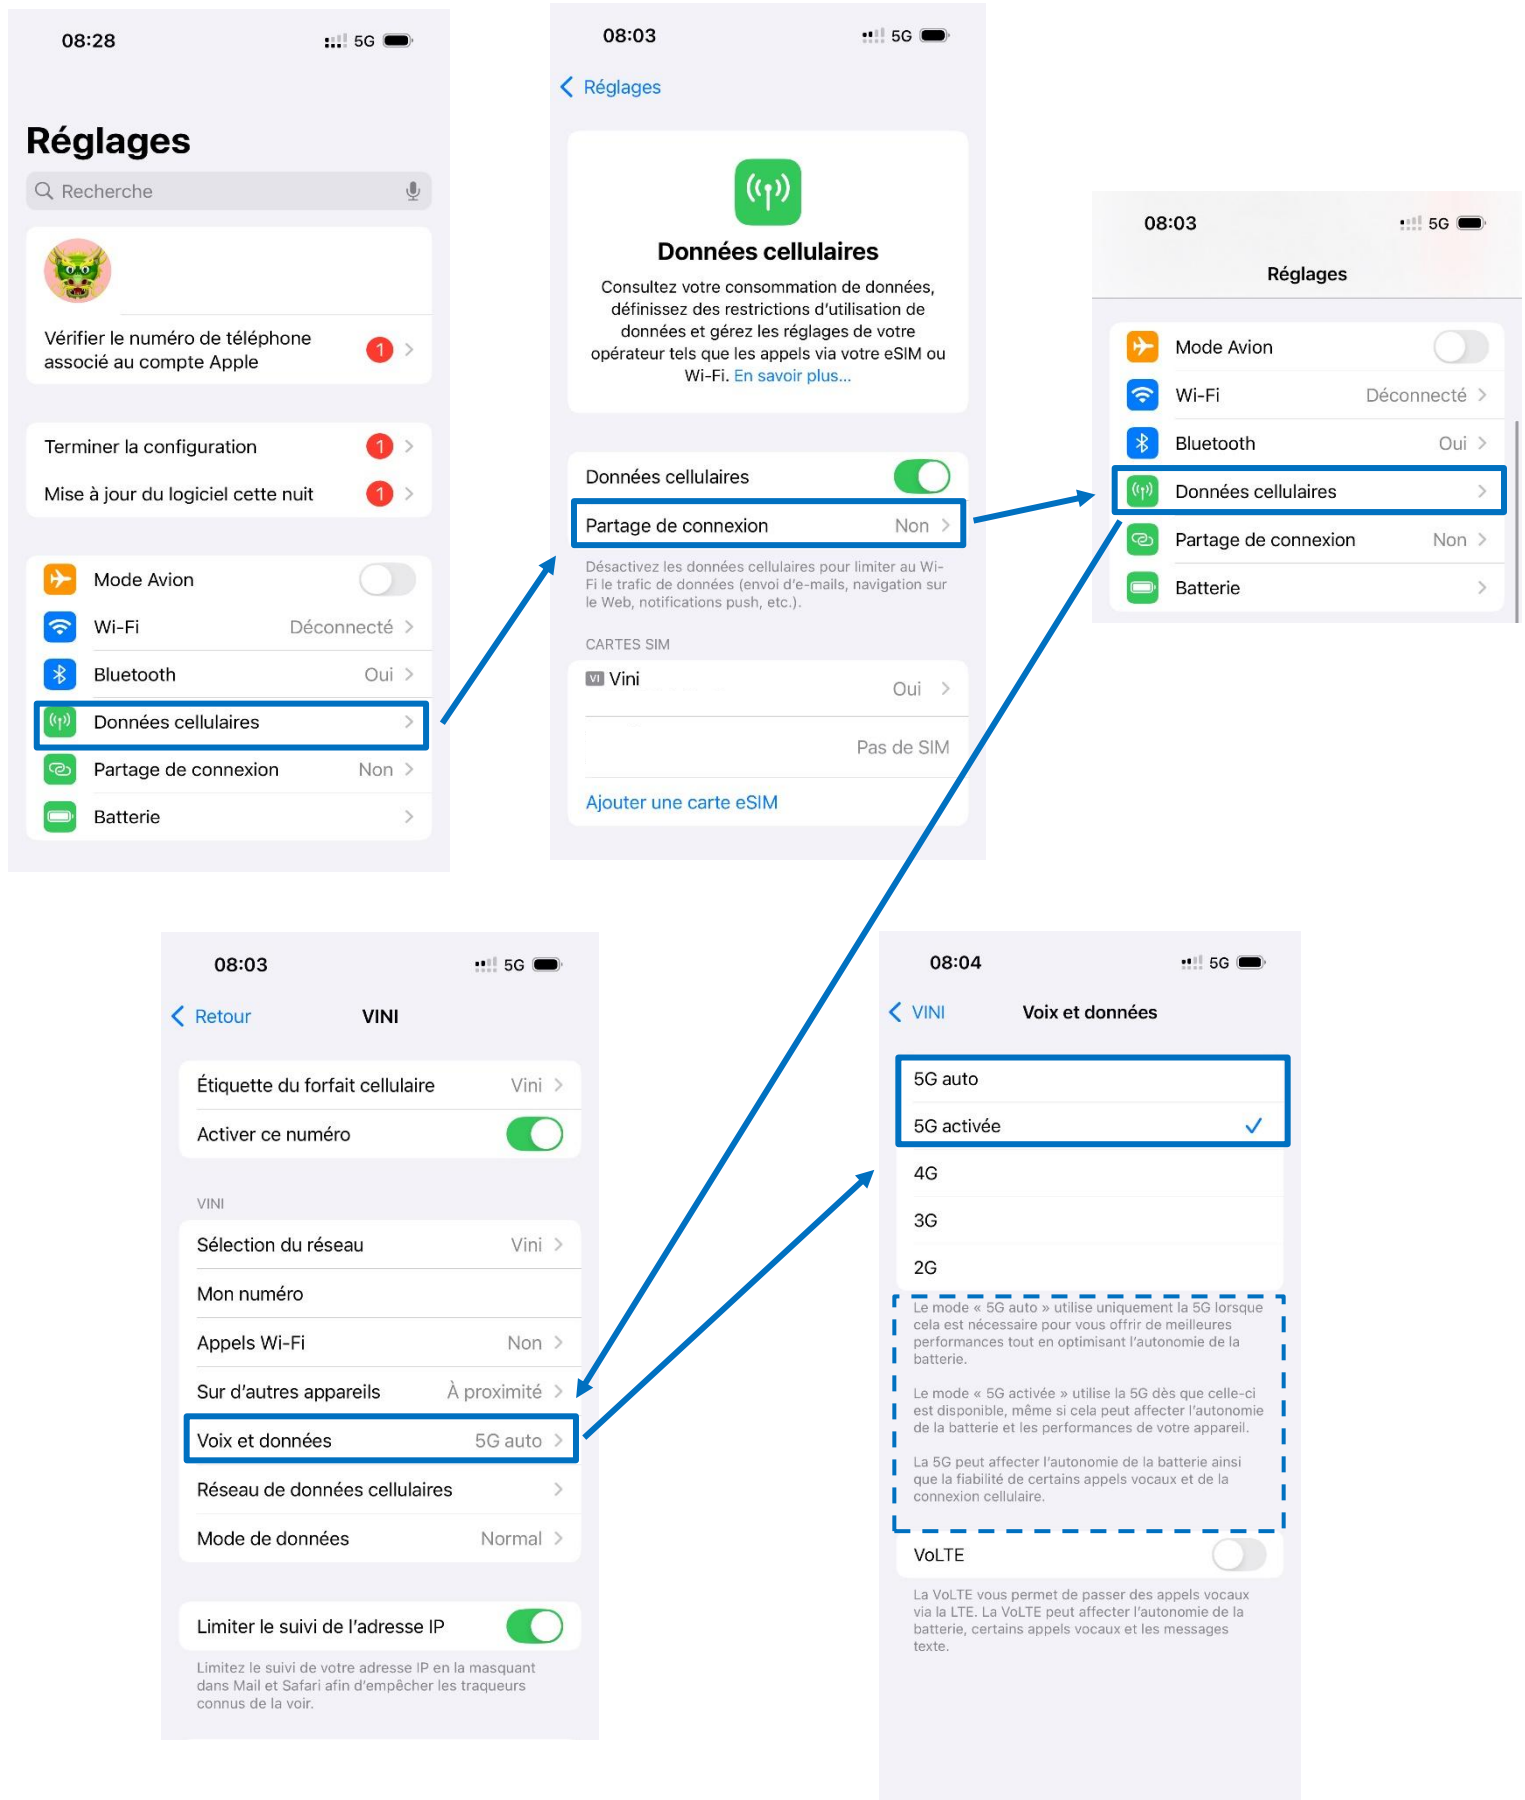 08:28
5G
Réglages
Recherche
Vérifier le numéro de téléphone
associé au compte Apple
1
Terminer la configuration
1
Mise à jour du logiciel cette nuit
1
Mode Avion
Wi-Fi
Déconnecté
Bluetooth
Oui
Données cellulaires
Partage de connexion
Non
Batterie
08:03
5G
Réglages
Données cellulaires
Consultez votre consommation de données,
définissez des restrictions d'utilisation de
données et gérez les réglages de votre
opérateur tels que les appels via votre eSIM ou
Wi-Fi. En savoir plus...
Données cellulaires
Partage de connexion
Non
Désactivez les données cellulaires pour limiter au Wi-
Fi le trafic de données (envoi d'e-mails, navigation sur
le Web, notifications push, etc.).
CARTES SIM
VI Vini
Oui
Pas de SIM
Ajouter une carte eSIM
08:03
5G
Réglages
Mode Avion
Wi-Fi
Déconnecté
Bluetooth
Oui
Données cellulaires
Partage de connexion
Non
Batterie
08:03
5G
Retour
VINI
Étiquette du forfait cellulaire
Vini
Activer ce numéro
VINI
Sélection du réseau
Vini
Mon numéro
Appels Wi-Fi
Non
Sur d'autres appareils
À proximité
Voix et données
5G auto
Réseau de données cellulaires
Mode de données
Normal
Limiter le suivi de l'adresse IP
Limitez le suivi de votre adresse IP en la masquant
dans Mail et Safari afin d'empêcher les traqueurs
connus de la voir.
08:04
5G
VINI
Voix et données
5G auto
5G activée
4G
3G
2G
Le mode « 5G auto » utilise uniquement la 5G lorsque
cela est nécessaire pour vous offrir de meilleures
performances tout en optimisant l'autonomie de la
batterie.
Le mode « 5G activée » utilise la 5G dès que celle-ci
est disponible, même si cela peut affecter l'autonomie
de la batterie et les performances de votre appareil.
La 5G peut affecter l'autonomie de la batterie ainsi
que la fiabilité de certains appels vocaux et de la
connexion cellulaire.
VoLTE
La VoLTE vous permet de passer des appels vocaux
via la LTE. La VoLTE peut affecter l'autonomie de la
batterie, certains appels vocaux et les messages
texte.